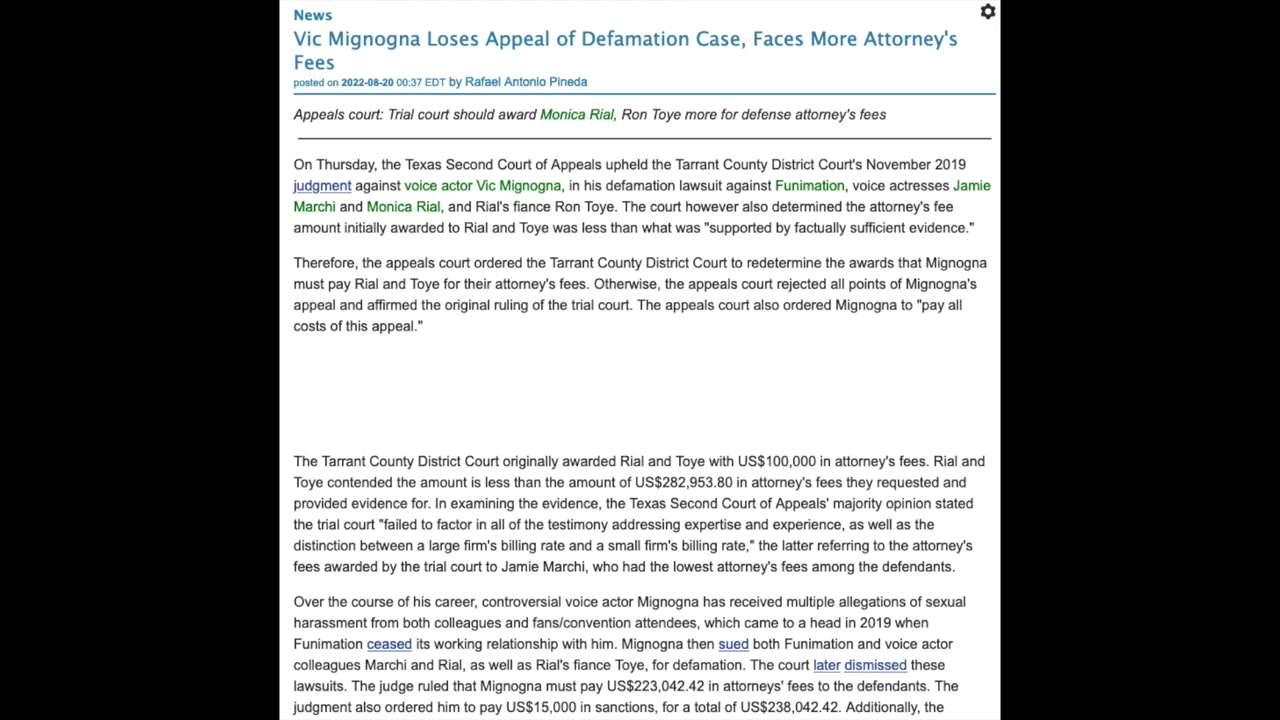 News
Vic Mignogna Loses Appeal of Defamation Case, Faces More Attorney's
Fees
posted on 2022-08-20 00:37 EDT by Rafael Antonio Pineda
Appeals court: Trial court should award Monica Rial, Ron Toye more for defense attorney's fees
On Thursday, the Texas Second Court of Appeals upheld the Tarrant County District Court's November 2019
judgment against voice actor Vic Mignogna, in his defamation lawsuit against Funimation, voice actresses Jamie
Marchi and Monica Rial, and Rial's fiance Ron Toye. The court however also determined the attorney's fee
amount initially awarded to Rial and Toye was less than what was "supported by factually sufficient evidence."
Therefore, the appeals court ordered the Tarrant County District Court to redetermine the awards that Mignogna
must pay Rial and Toye for their attorney's fees. Otherwise, the appeals court rejected all points of Mignogna's
appeal and affirmed the original ruling of the trial court. The appeals court also ordered Mignogna to "pay all
costs of this appeal."
The Tarrant County District Court originally awarded Rial and Toye with US$100,000 in attorney's fees. Rial and
Toye contended the amount is less than the amount of US$282,953.80 in attorney's fees they requested and
provided evidence for. In examining the evidence, the Texas Second Court of Appeals' majority opinion stated
the trial court "failed to factor in all of the testimony addressing expertise and experience, as well as the
distinction between a large firm's billing rate and a small firm's billing rate," the latter referring to the attorney's
fees awarded by the trial court to Jamie Marchi, who had the lowest attorney's fees among the defendants.
Over the course of his career, controversial voice actor Mignogna has received multiple allegations of sexual
harassment from both colleagues and fans/convention attendees, which came to a head in 2019 when
Funimation ceased its working relationship with him. Mignogna then sued both Funimation and voice actor
colleagues Marchi and Rial, as well as Rial's fiance Toye, for defamation. The court later dismissed these
lawsuits. The judge ruled that Mignogna must pay US$223,042.42 in attorneys' fees to the defendants. The
judgment also ordered him to pay US$15,000 in sanctions, for a total of US$238,042.42. Additionally, the